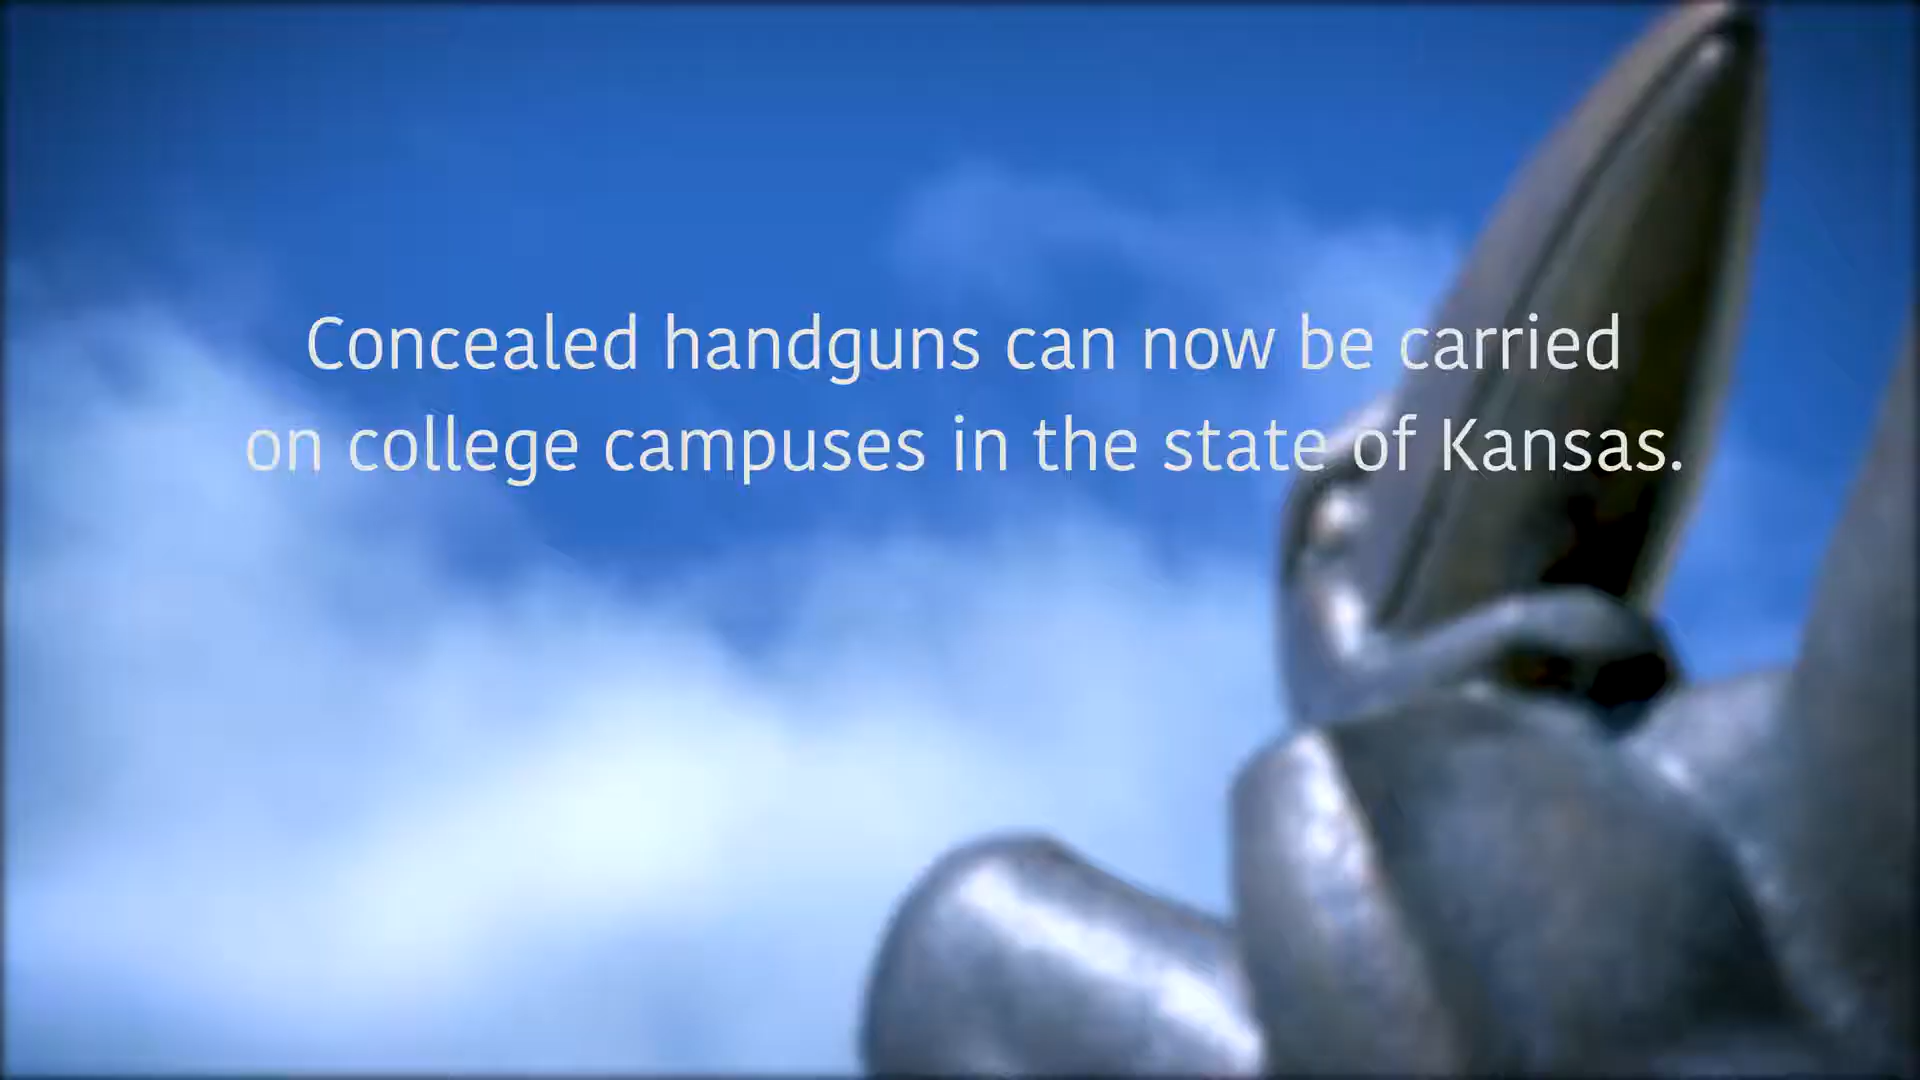 Concealed handguns can now be carried
on college campuses in the state of Kansas.